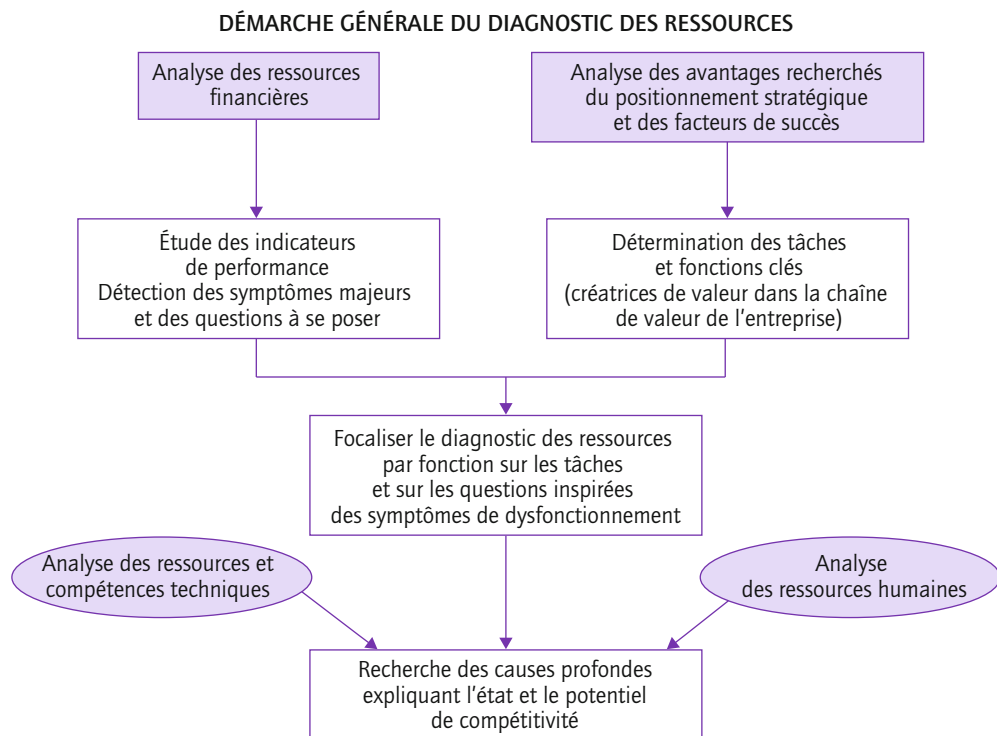 DÉMARCHE GÉNÉRALE DU DIAGNOSTIC DES RESSOURCES
Analyse des ressources
financières
Analyse des avantages recherchés
du positionnement stratégique
et des facteurs de succès
Étude des indicateurs
de performance
Détection des symptômes majeurs
et des questions à se poser
Détermination des tâches
et fonctions clés
(créatrices de valeur dans la chaîne
de valeur de l'entreprise)
Focaliser le diagnostic des ressources
par fonction sur les tâches
et sur les questions inspirées
des symptômes de dysfonctionnement
Analyse des ressources et
compétences techniques
Analyse
des ressources humaines
Recherche des causes profondes
expliquant l'état et le potentiel
de compétitivité